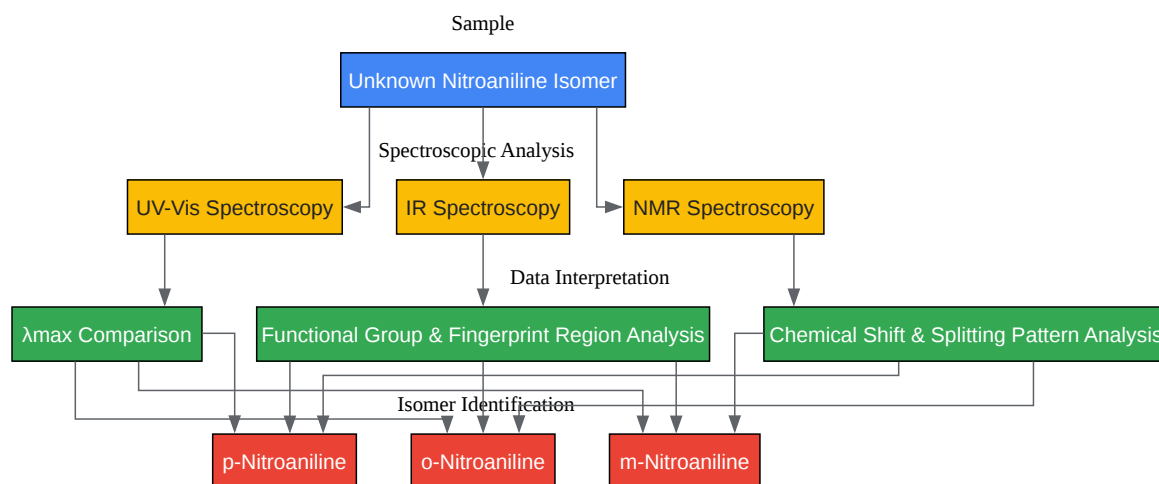 Sample
Unknown Nitroaniline Isomer
Spectroscopic Analysis
UV-Vis Spectroscopy
IR Spectroscopy
NMR Spectroscopy
Data Interpretation
λmax Comparison
Functional Group & Fingerprint Region Analysis
Chemical Shift & Splitting Pattern Analysis
Isomer Identification
p-Nitroaniline
o-Nitroaniline
m-Nitroaniline